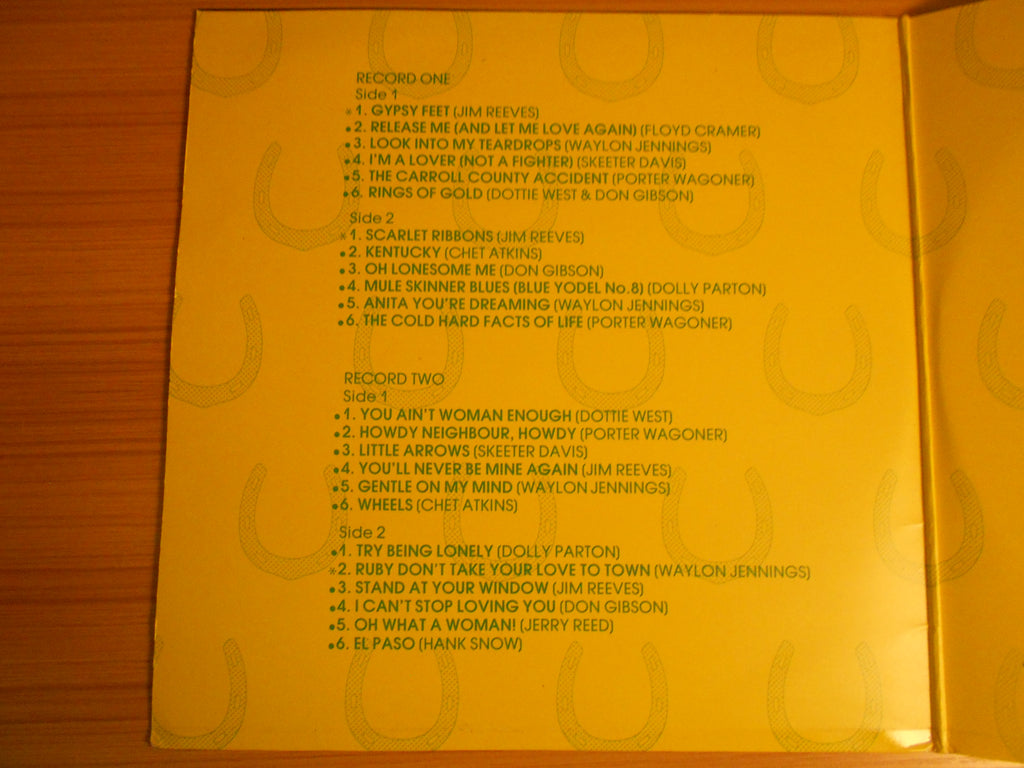 RECORD ONE
Side 1
*1. GYPSY FEET (JIM REEVES)
•2. RELEASE ME (AND LET ME LOVE AGAIN) (FLOYD CRAMER)
•3. LOOK INTO MY TEARDROPS (WAYLON JENNINGS)
•4. I'M A LOVER (NOT A FIGHTER) (SKEETER DAVIS)
•5. THE CARROLL COUNTY ACCIDENT (PORTER WAGONER)
•6. RINGS OF GOLD (DOTTIE WEST & DON GIBSON)
Side 2
*1. SCARLET RIBBONS (JIM REEVES)
•2. KENTUCKY (CHET ATKINS)
•3. OH LONESOME ME (DON GIBSON)
•4. MULE SKINNER BLUES (BLUE YODEL No.8) (DOLLY PARTON)
•5. ANITA YOU'RE DREAMING (WAYLON JENNINGS)
•6. THE COLD HARD FACTS OF LIFE (PORTER WAGONER)
RECORD TWO
Side 1
•1. YOU AIN'T WOMAN ENOUGH (DOTTIE WEST)
•2. HOWDY NEIGHBOUR, HOWDY (PORTER WAGONER)
•3. LITTLE ARROWS (SKEETER DAVIS)
•4. YOU'LL NEVER BE MINE AGAIN (JIM REEVES)
•5. GENTLE ON MY MIND (WAYLON JENNINGS)
•6. WHEELS (CHET ATKINS)
Side 2
•1. TRY BEING LONELY (DOLLY PARTON)
*2. RUBY DON'T TAKE YOUR LOVE TO TOWN (WAYLON JENNINGS)
•3. STAND AT YOUR WINDOW (JIM REEVES)
•4. I CAN'T STOP LOVING YOU (DON GIBSON)
•5. OH WHAT A WOMAN! (JERRY REED)
•6. EL PASO (HANK SNOW)